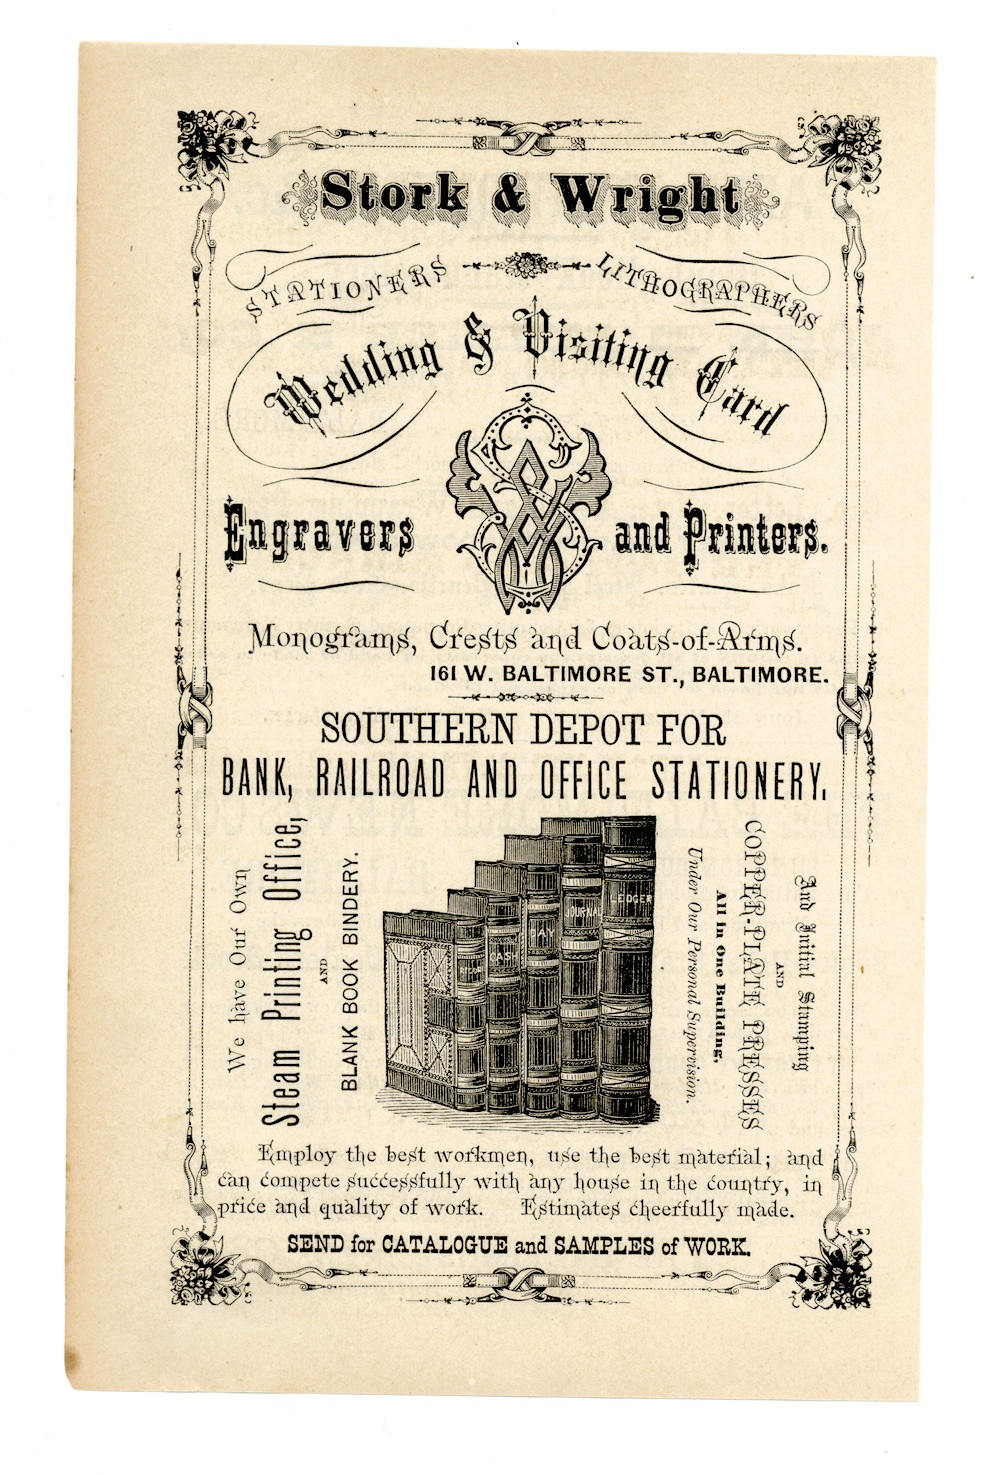 Stork & Wright
STATIONERS LITHOGRAPHERS
Wedding & Visiting Card
Engravers and Printers.
Monograms, Crests and Coats-of-Arms.
161 W. BALTIMORE ST., BALTIMORE.
SOUTHERN DEPOT FOR
BANK, RAILROAD AND OFFICE STATIONERY.
We have Our Own
Steam Printing Office,
AND
BLANK BOOK BINDERY.
CASH
DAY
JOURNAL
LEDGER
And Initial Stamping
AND
COPPER-PLATE PRESSES
All in One Building,
Under Our Personal Supervision.
Employ the best workmen, use the best material; and
can compete successfully with any house in the country, in
price and quality of work. Estimates cheerfully made.
SEND for CATALOGUE and SAMPLES of WORK.